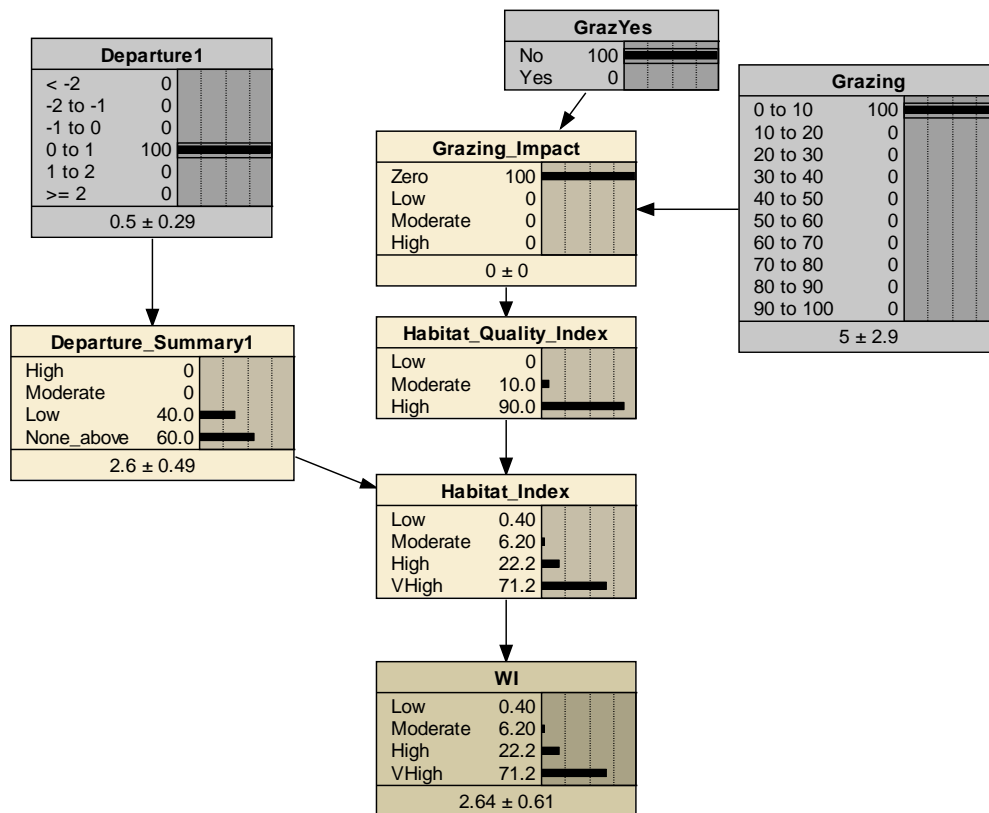 GrazYes
No 100
Yes 0
Departure1
< -2 0
-2 to -1 0
-1 to 0 0
0 to 1 100
1 to 2 0
>= 2 0
0.5 ± 0.29
Grazing
0 to 10 100
10 to 20 0
20 to 30 0
30 to 40 0
40 to 50 0
50 to 60 0
60 to 70 0
70 to 80 0
80 to 90 0
90 to 100 0
5 ± 2.9
Grazing_Impact
Zero 100
Low 0
Moderate 0
High 0
0 ± 0
Departure_Summary1
High 0
Moderate 0
Low 40.0
None_above 60.0
2.6 ± 0.49
Habitat_Quality_Index
Low 0
Moderate 10.0
High 90.0
Habitat_Index
Low 0.40
Moderate 6.20
High 22.2
VHigh 71.2
WI
Low 0.40
Moderate 6.20
High 22.2
VHigh 71.2
2.64 ± 0.61